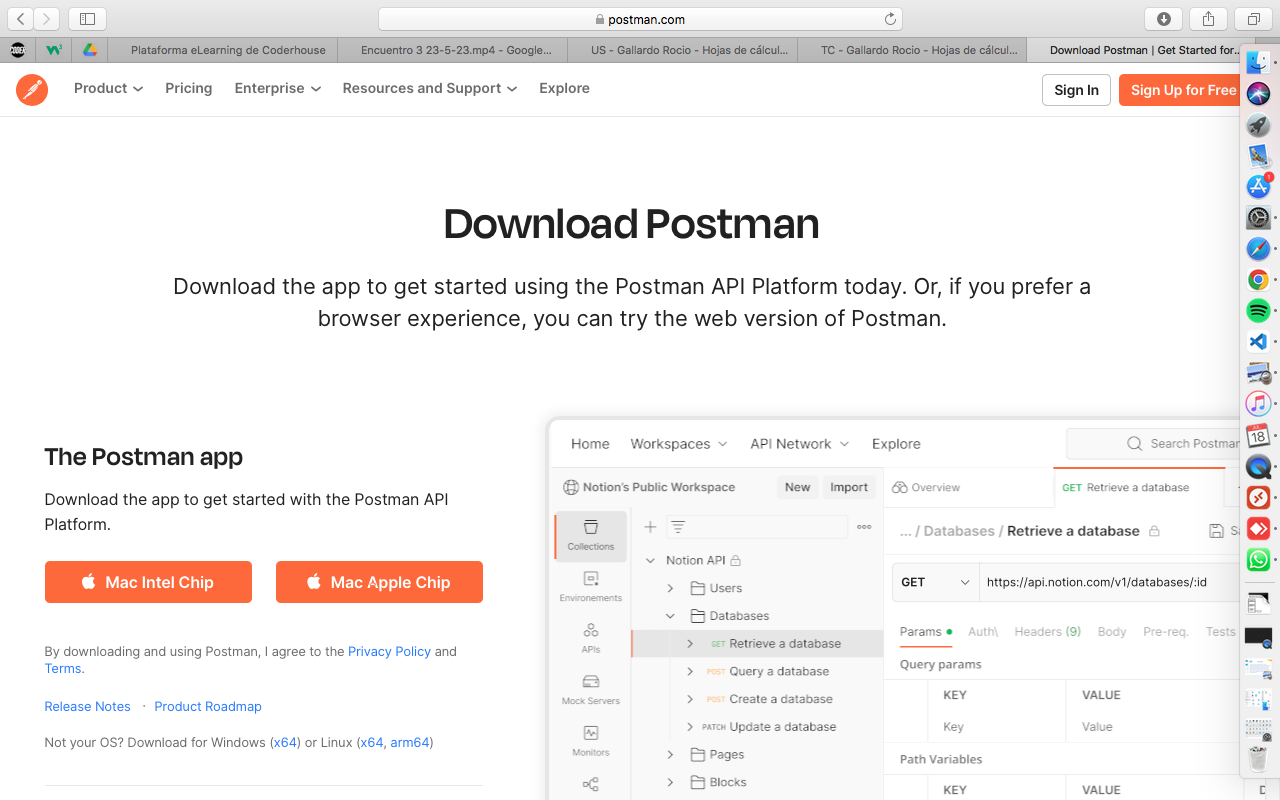 postman.com
CODER
W3
Plataforma eLearning de Coderhouse
Encuentro 3 23-5-23.mp4 - Google...
US - Gallardo Rocio - Hojas de cálcul...
TC - Gallardo Rocio - Hojas de cálcul...
Download Postman | Get Started for...
Product
Pricing
Enterprise
Resources and Support
Explore
Sign In
Sign Up for Free
Download Postman
Download the app to get started using the Postman API Platform today. Or, if you prefer a
browser experience, you can try the web version of Postman.
The Postman app
Download the app to get started with the Postman API
Platform.
Mac Intel Chip
Mac Apple Chip
By downloading and using Postman, I agree to the Privacy Policy and
Terms.
Release Notes · Product Roadmap
Not your OS? Download for Windows (x64) or Linux (x64, arm64)
Home
Workspaces
API Network
Explore
Search Postman
Notion's Public Workspace
New
Import
Overview
GET Retrieve a database
Collections
Environements
APIs
Mock Servers
Monitors
Notion API
Users
Databases
GET Retrieve a database
POST Query a database
POST Create a database
PATCH Update a database
Pages
Blocks
... / Databases / Retrieve a database
Sa
GET
https://api.notion.com/v1/databases/:id
Params
Auth\
Headers (9)
Body
Pre-req.
Tests
Query params
KEY VALUE
Key Value
Path Variables
KEY VALUE D
1
18